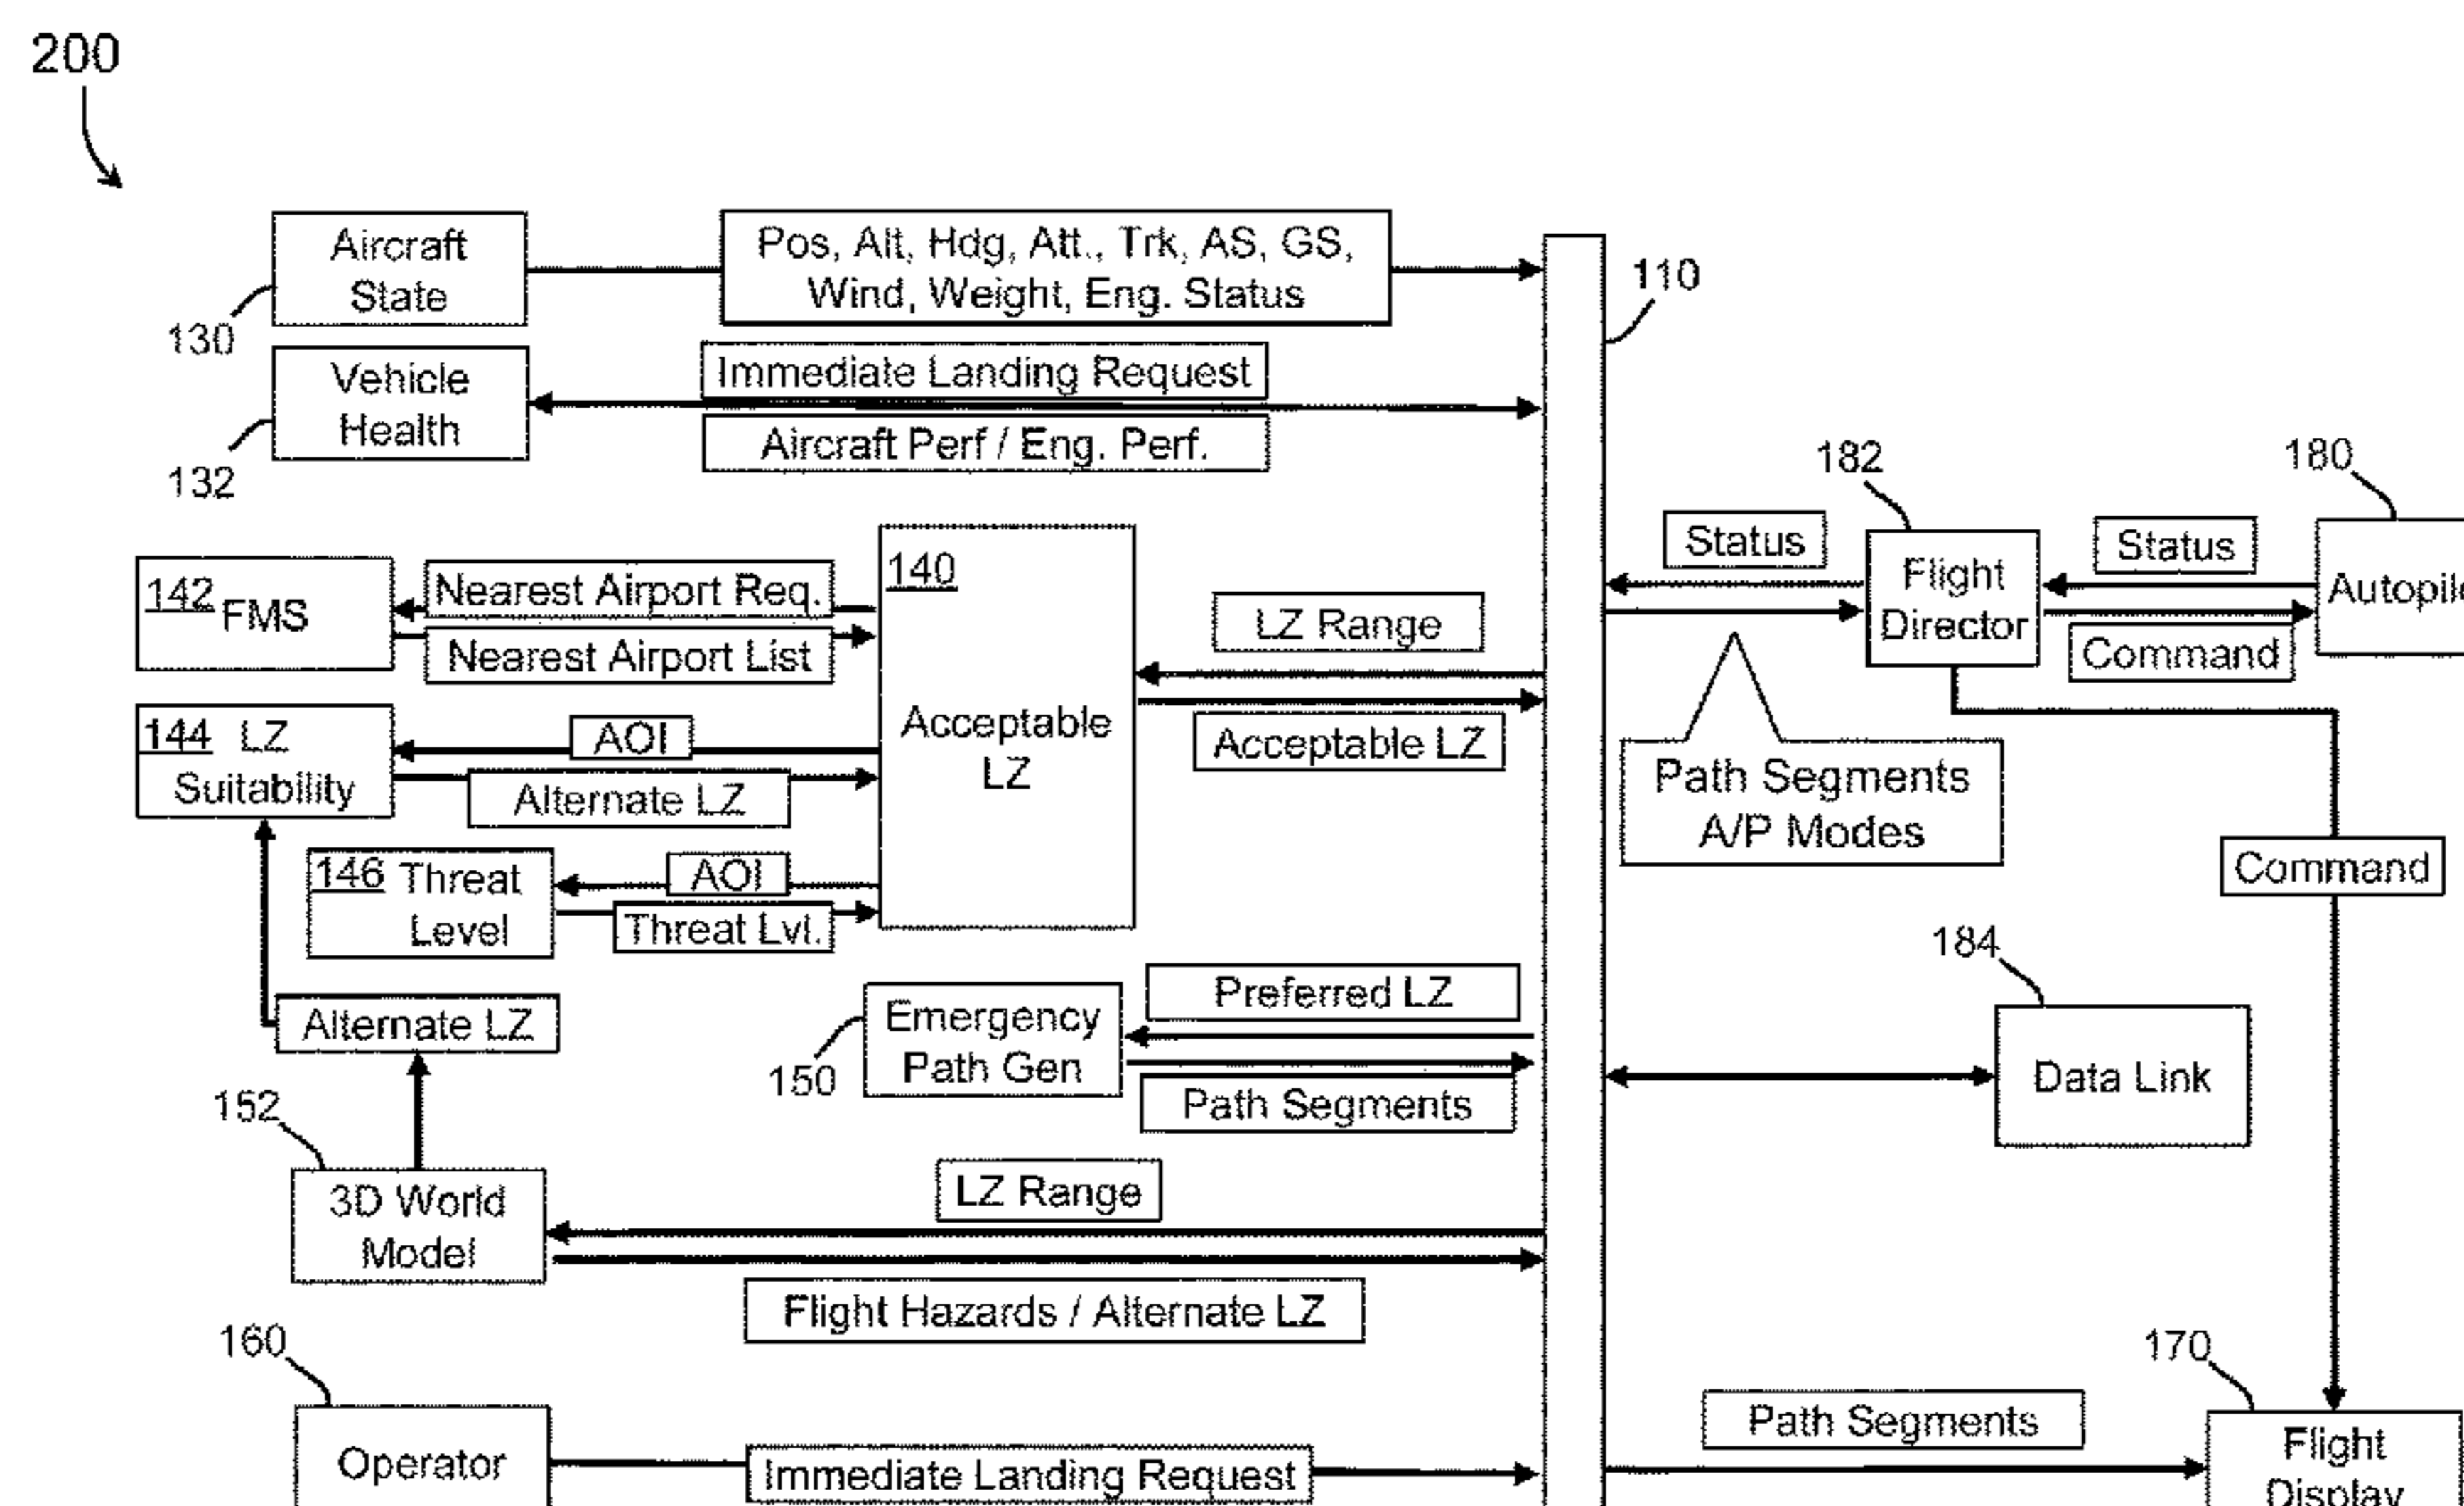 200
Aircraft
State
130
Pos, Alt, Hdg, Att., Trk, AS, GS,
Wind, Weight, Eng. Status
110
Vehicle
Health
132
Immediate Landing Request
Aircraft Perf / Eng. Perf.
142 FMS
Nearest Airport Req.
Nearest Airport List
140
Acceptable
LZ
LZ Range
Acceptable LZ
144 LZ
Suitability
AOI
Alternate LZ
146 Threat
Level
AOI
Threat Lvl.
Alternate LZ
182
180
Status
Flight
Director
Status
Command
Path Segments
A/P Modes
Command
150
Emergency
Path Gen
Preferred LZ
Path Segments
184
Data Link
152
3D World
Model
LZ Range
Flight Hazards / Alternate LZ
160
Operator
Immediate Landing Request
170
Path Segments
Flight
Display